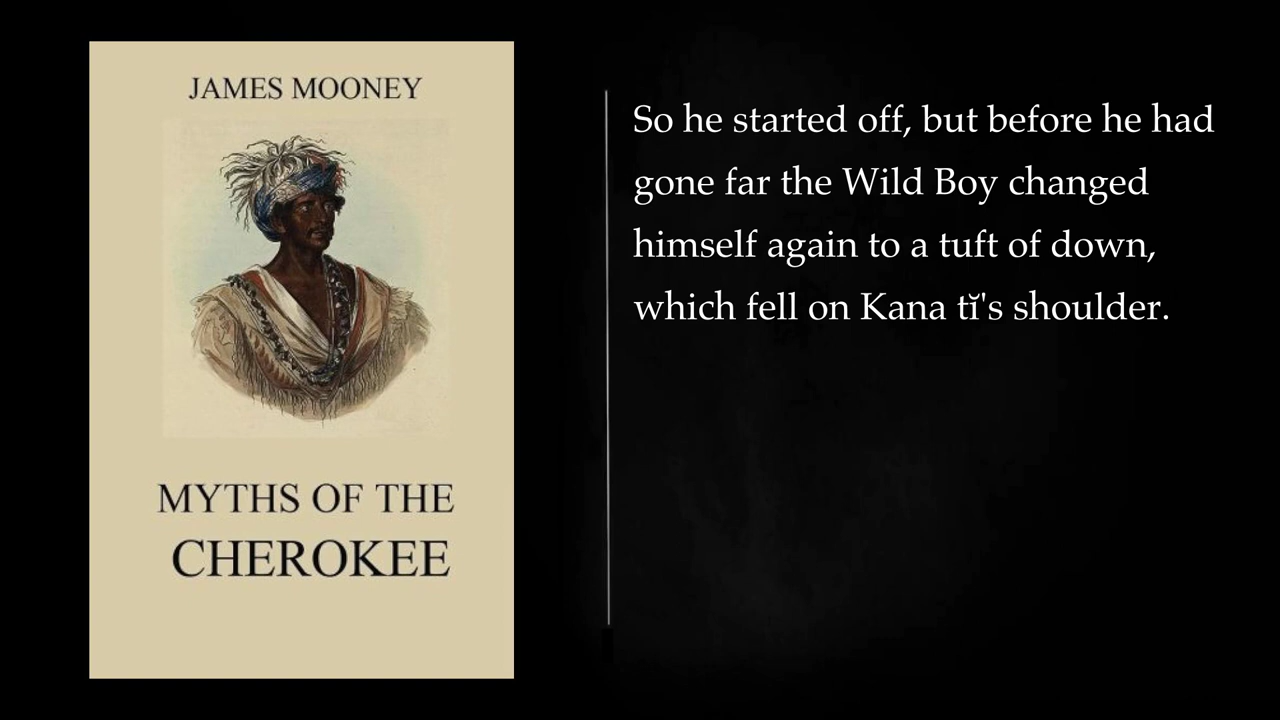 JAMES MOONEY
MYTHS OF THE
CHEROKEE
So he started off, but before he had
gone far the Wild Boy changed
himself again to a tuft of down,
which fell on Kana tĭ's shoulder.